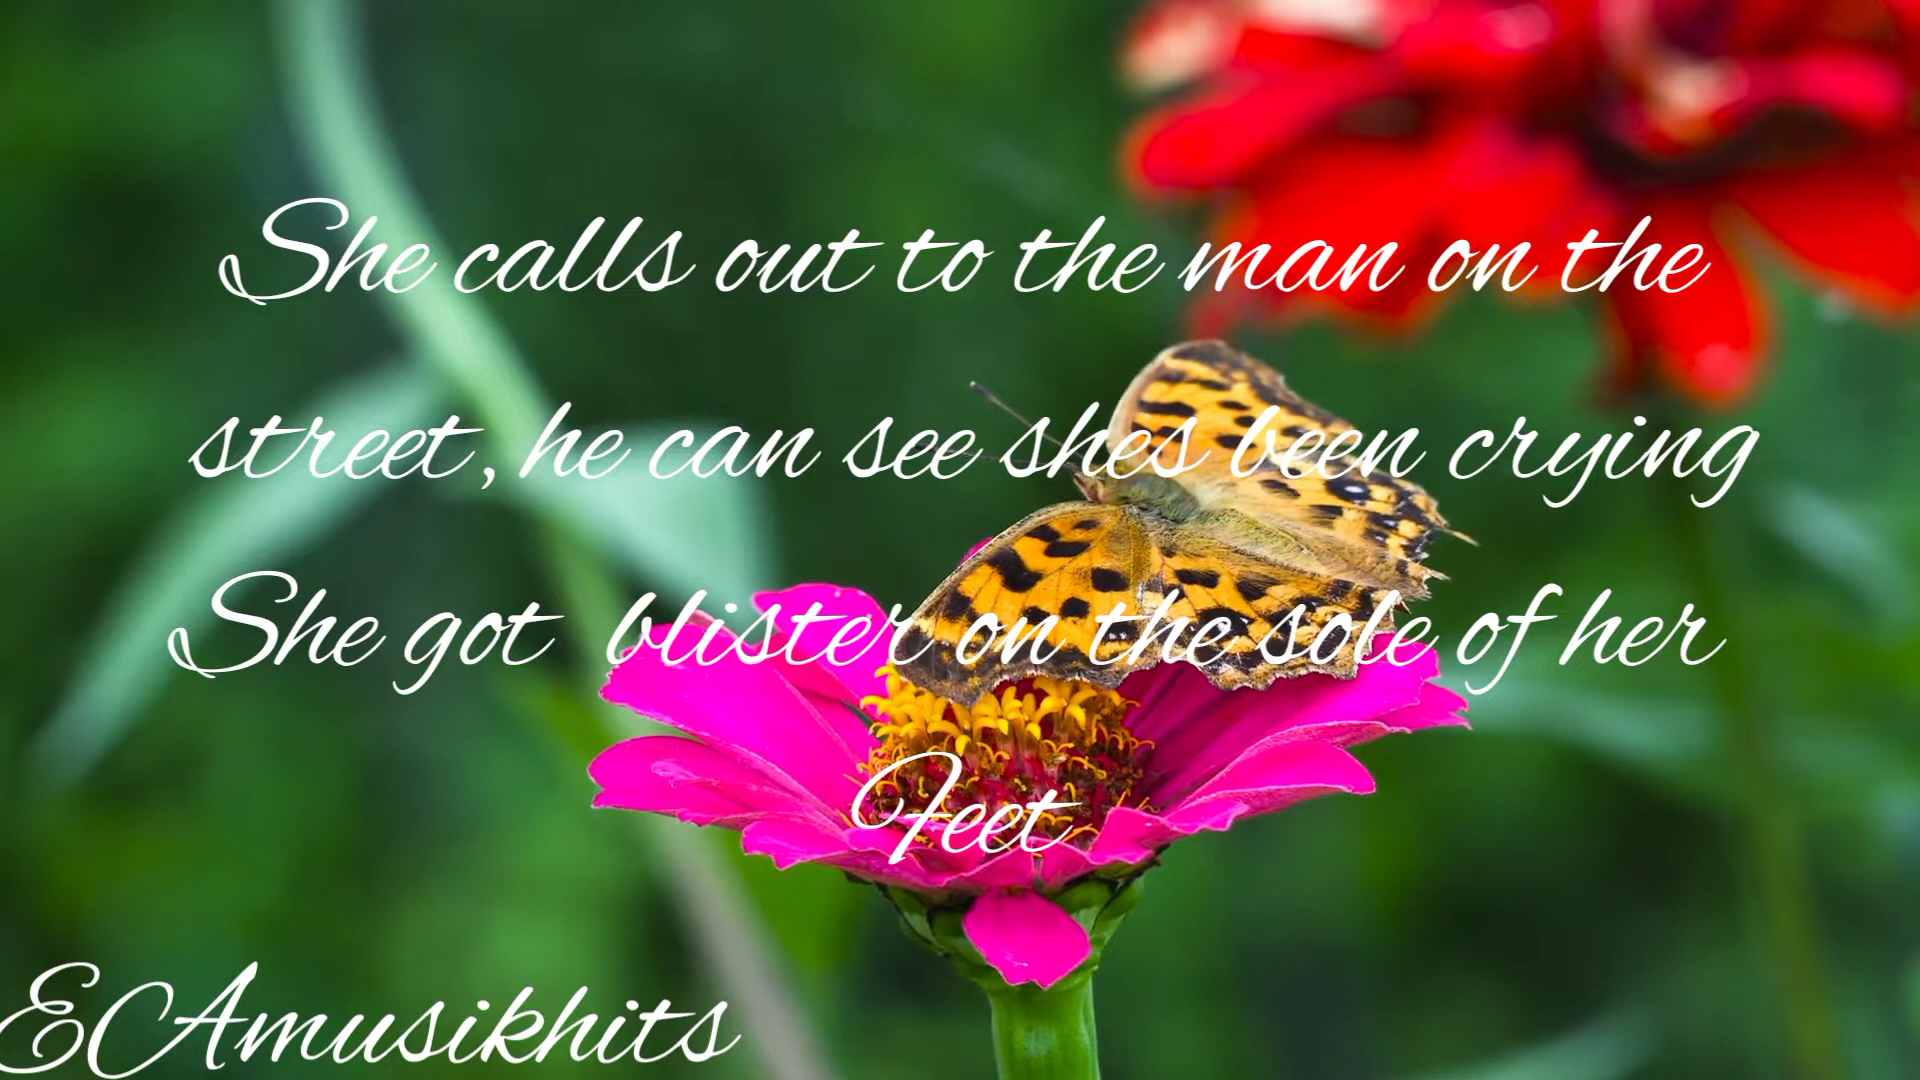 She calls out to the man on the
street, he can see shes been crying
She got  blister on the sole of her
Feet
EAmusikhits